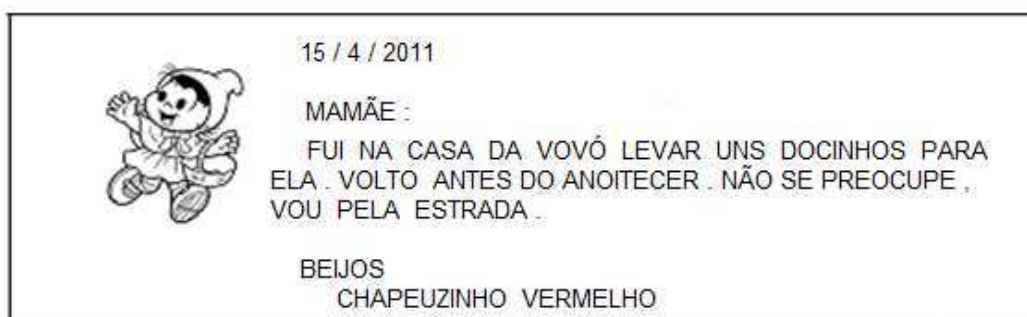 15 / 4 / 2011
MAMÃE :
FUI NA CASA DA VOVÓ LEVAR UNS DOCINHOS PARA
ELA . VOLTO ANTES DO ANOITECER . NÃO SE PREOCUPE ,
VOU PELA ESTRADA .
BEIJOS
CHAPEUZINHO VERMELHO